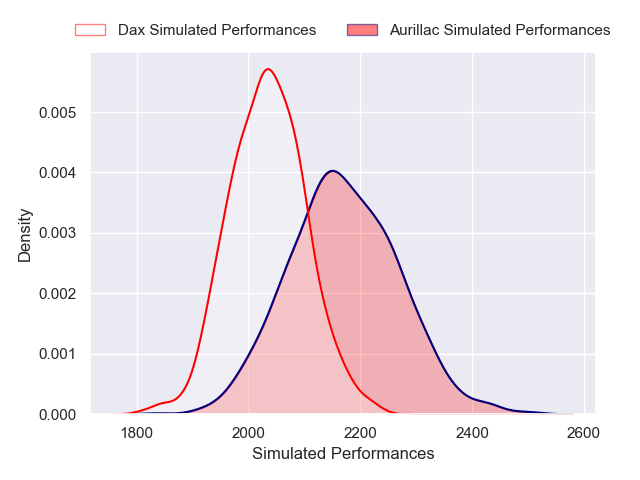 Dax Simulated Performances
Aurillac Simulated Performances
0.005
0.004
0.003
0.002
0.001
0.000
Density
1800 2000 2200 2400 2600
Simulated Performances